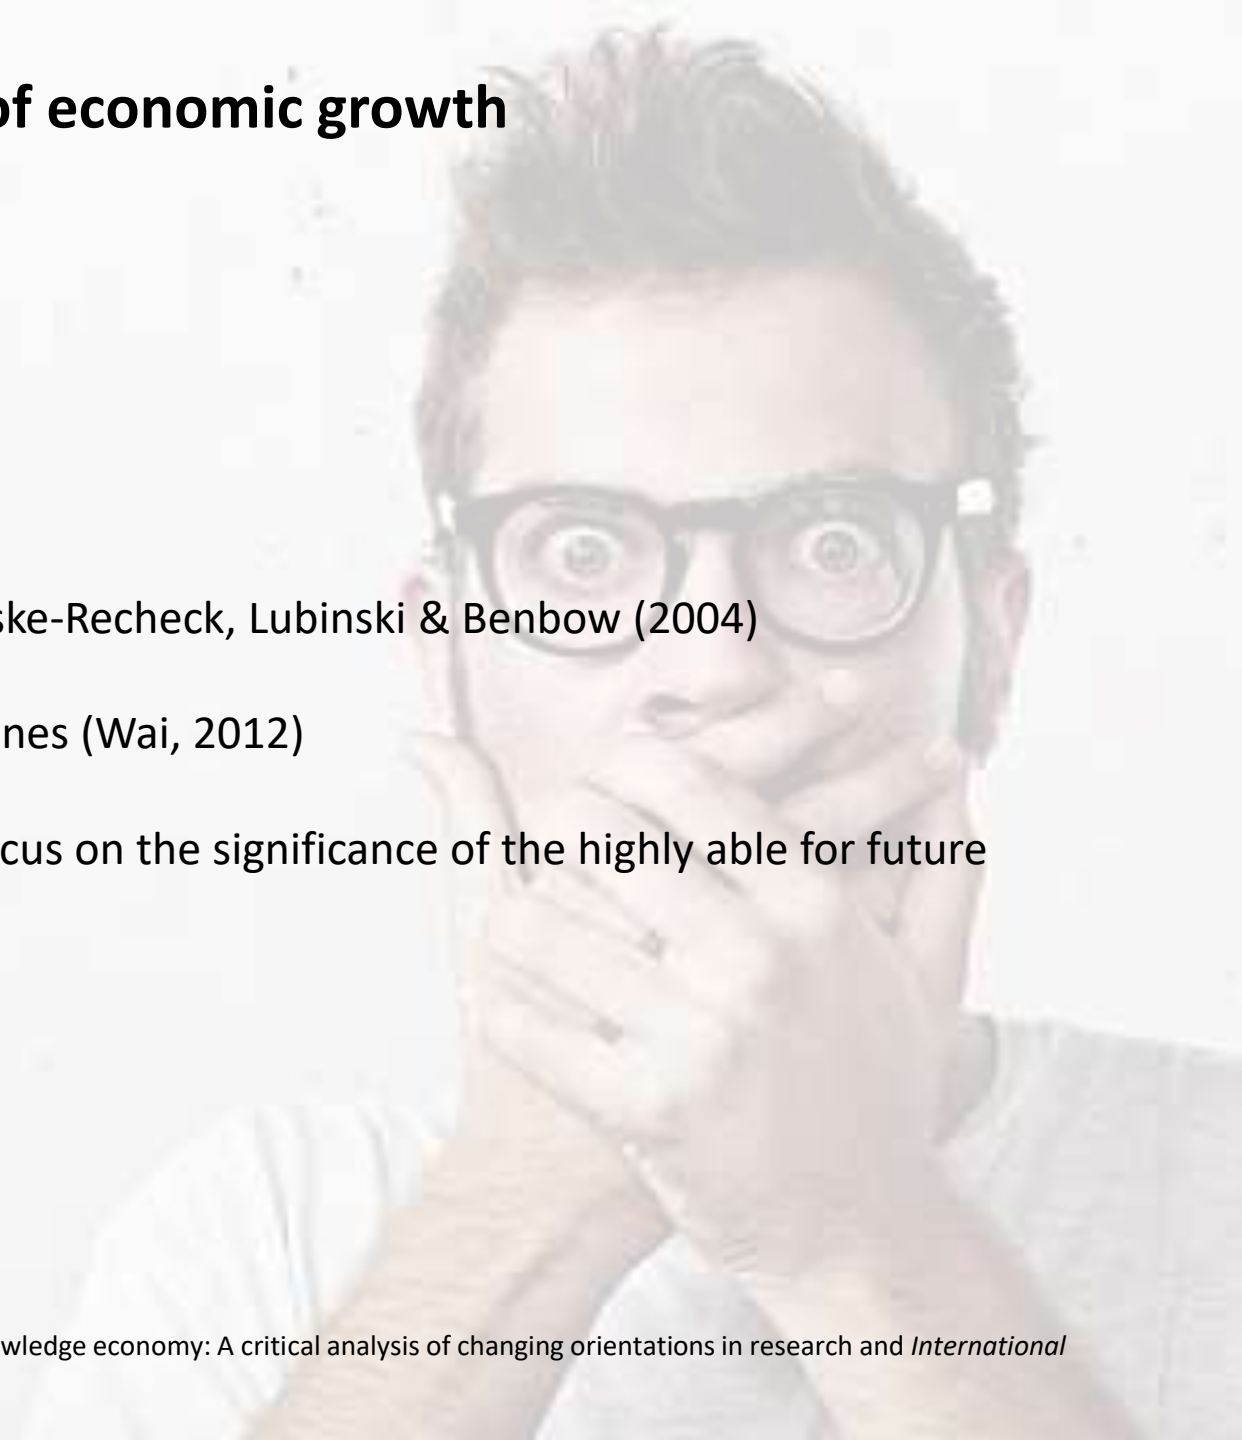 of economic growth
ske-Recheck, Lubinski & Benbow (2004)
nes (Wai, 2012)
cus on the significance of the highly able for future
wledge economy: A critical analysis of changing orientations in research and International